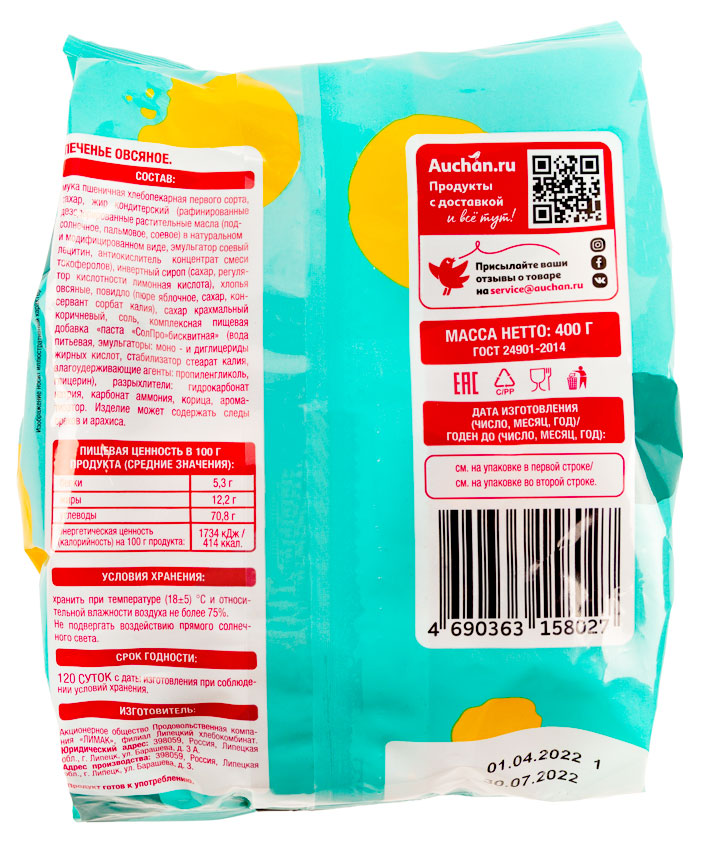 ПЕЧЕНЬЕ ОВСЯНОЕ.
СОСТАВ:
мука пшеничная хлебопекарная первого сорта,
сахар, жир кондитерский (рафинированные
дезодорированные растительные масла (под-
солнечное, пальмовое, соевое) в натуральном
и модифицированном виде, эмульгатор соевый
лецитин, антиокислитель концентрат смеси
токоферолов), инвертный сироп (сахар, регуля-
тор кислотности лимонная кислота), хлопья
овсяные, повидло (пюре яблочное, сахар, кон-
сервант сорбат калия), сахар крахмальный
коричневый, соль, комплексная пищевая
добавка «паста «СолПро»бисквитная» (вода
питьевая, эмульгаторы: моно - и диглицериды
жирных кислот, стабилизатор стеарат калия,
влагоудерживающие агенты: пропиленгликоль,
глицерин), разрыхлители: гидрокарбонат
натрия, карбонат аммония, корица, арома-
тизатор. Изделие может содержать следы
орехов и арахиса.
ПИЩЕВАЯ ЦЕННОСТЬ В 100 Г
ПРОДУКТА (СРЕДНИЕ ЗНАЧЕНИЯ):
Белки 5,3 г
Жиры 12,2 г
Углеводы 70,8 г
Энергетическая ценность 1734 кДж /
(калорийность) на 100 г продукта: 414 ккал.
УСЛОВИЯ ХРАНЕНИЯ:
хранить при температуре (18±5) °С и относи-
тельной влажности воздуха не более 75%.
Не подвергать воздействию прямого солнеч-
ного света.
СРОК ГОДНОСТИ:
120 СУТОК с даты изготовления при соблюде-
нии условий хранения.
ИЗГОТОВИТЕЛЬ:
Акционерное общество Продовольственная компа-
ния «ЛИМАК», филиал Липецкий хлебокомбинат.
Юридический адрес: 398059, Россия, Липецкая
обл., г. Липецк, ул. Барашева, д. 3 А.
Адрес производства: 398059, Россия, Липецкая
обл., г. Липецк, ул. Барашева, д. 3.
Продукт готов к употреблению.
Auchan.ru
Продукты
с доставкой
и всё тут!
Присылайте ваши
отзывы о товаре
на service@auchan.ru
МАССА НЕТТО: 400 Г
ГОСТ 24901-2014
ЕАС
C/PP
ДАТА ИЗГОТОВЛЕНИЯ
(ЧИСЛО, МЕСЯЦ, ГОД)/
ГОДЕН ДО (ЧИСЛО, МЕСЯЦ, ГОД):
см. на упаковке в первой строке/
см. на упаковке во второй строке.
4 690363 158027
01.04.2022 1
.07.2022